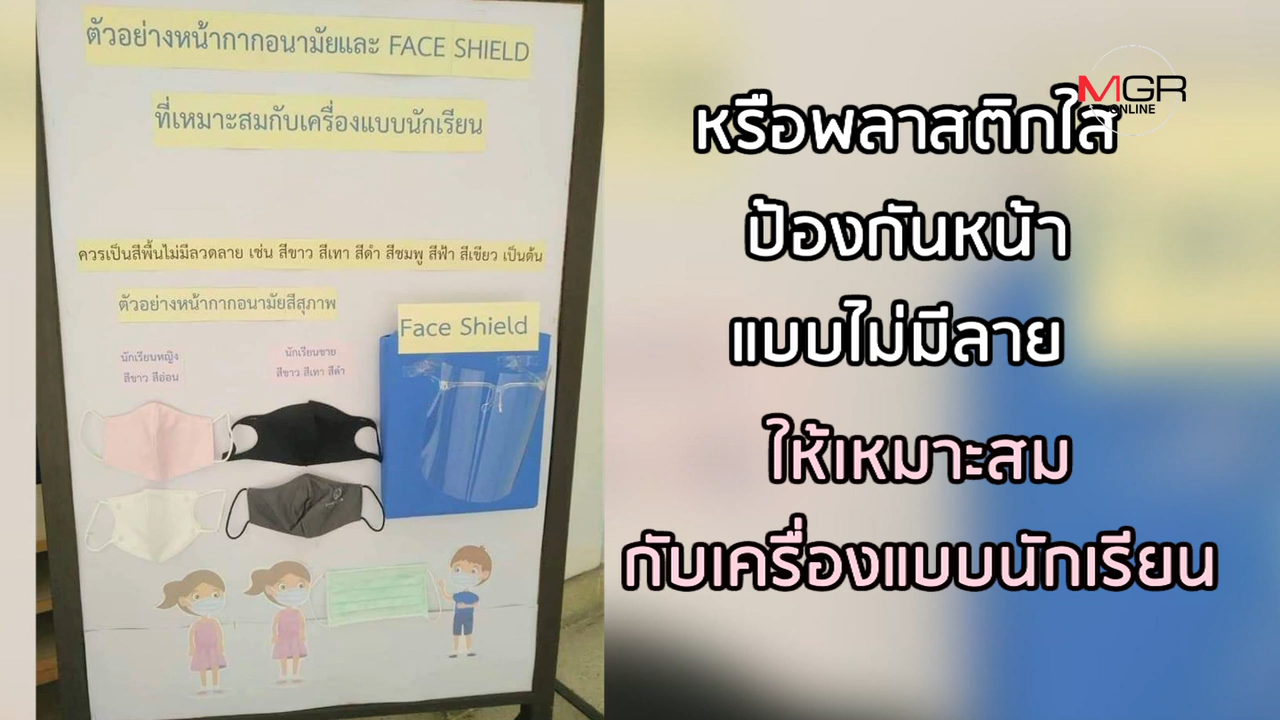 ตัวอย่างหน้ากากอนามัยและ FACE SHIELD
ที่เหมาะสมกับเครื่องแบบนักเรียน
ควรเป็นสีพื้นไม่มีลวดลาย เช่น สีขาว สีเทา สีดำ สีชมพู สีฟ้า สีเขียว เป็นต้น
ตัวอย่างหน้ากากอนามัยสีสุภาพ
Face Shield
นักเรียนหญิง
สีขาว สีอ่อน
นักเรียนชาย
สีขาว สีเทา สีดำ
MGR
ONLINE
หรือพลาสติกใส
ป้องกันหน้า
แบบไม่มีลาย
ให้เหมาะสม
กับเครื่องแบบนักเรียน